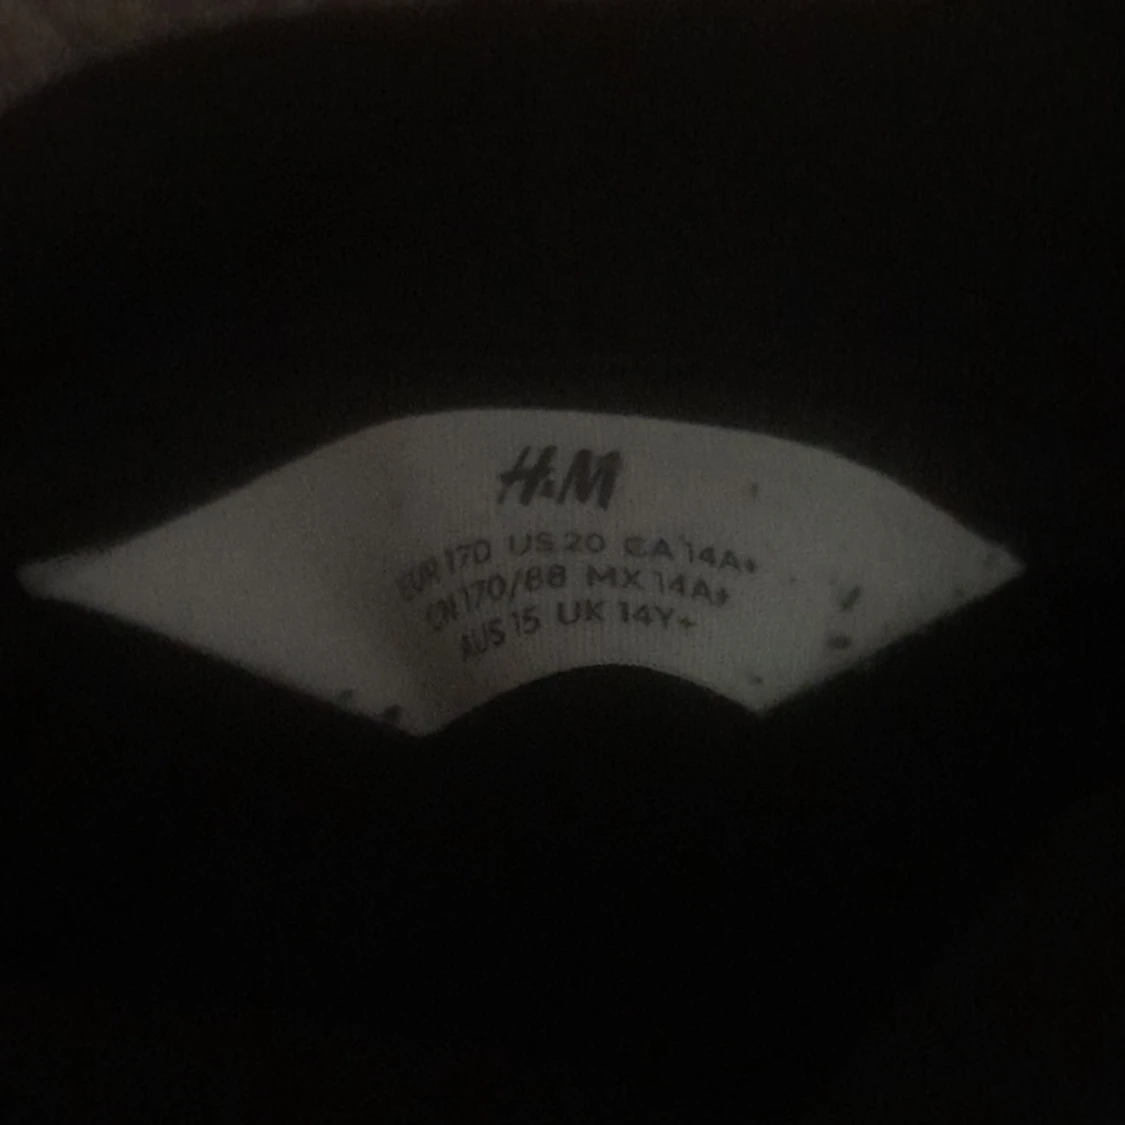 H&M
EUR 170 US 20 CA 14A+
CN 170/88 MX 14A+
AUS 15 UK 14Y+